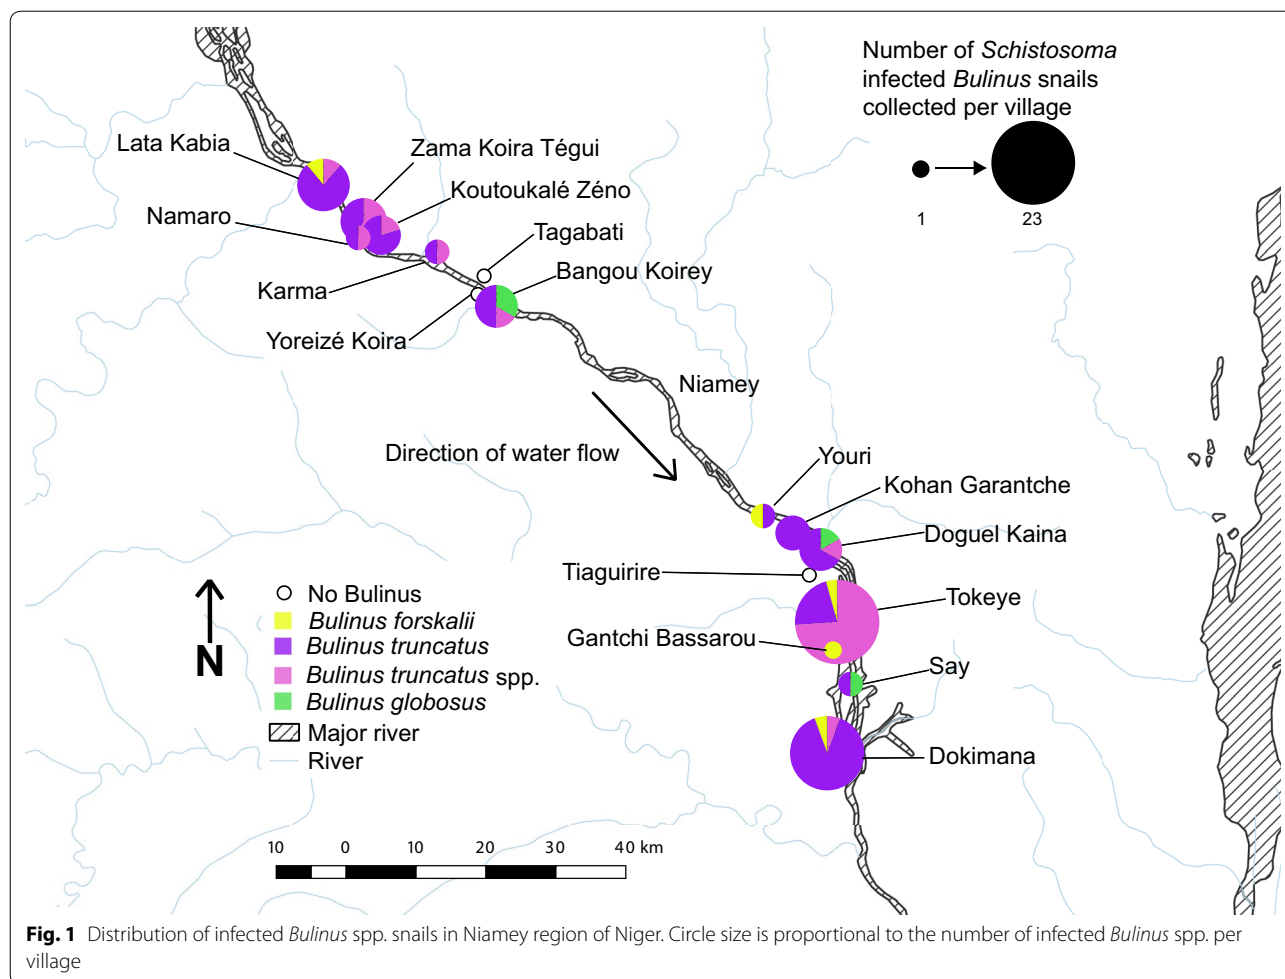 Number of Schistosoma
infected Bulinus snails
collected per village
1
23
Lata Kabia
Zama Koira Tégui
Koutoukalé Zéno
Namaro
Tagabati
Bangou Koirey
Karma
Yoreizé Koira
Niamey
Direction of water flow
Youri
Kohan Garantche
Doguel Kaina
Tiaguirire
Tokeye
Gantchi Bassarou
Say
Dokimana
N
No Bulinus
Bulinus forskalii
Bulinus truncatus
Bulinus truncatus spp.
Bulinus globosus
Major river
River
10 0 10 20 30 40 km
Fig. 1 Distribution of infected Bulinus spp. snails in Niamey region of Niger. Circle size is proportional to the number of infected Bulinus spp. per
village